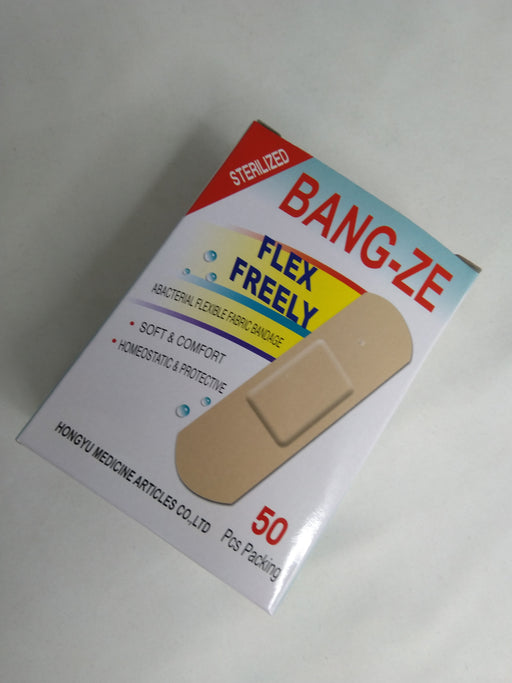 STERILIZED
BANG-ZE
FLEX
FREELY
ABACTERIAL FLEXIBLE FABRIC BANDAGE
• SOFT & COMFORT
• HOMEOSTATIC & PROTECTIVE
HONGYU MEDICINE ARTICLES CO.,LTD
50
Pcs Packing